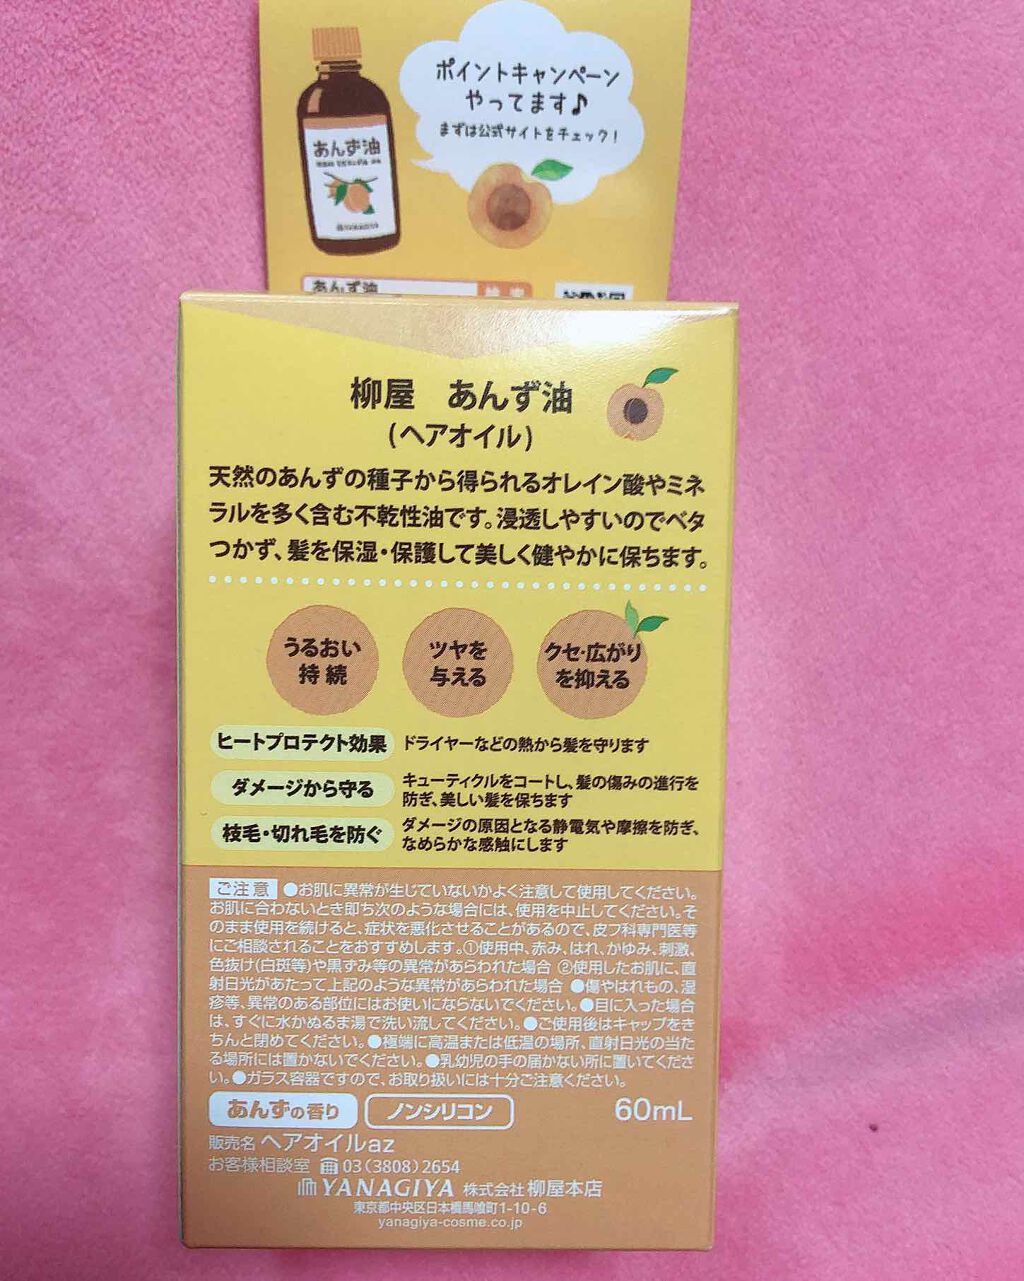 ポイントキャンペーン
やってます♪
まずは公式サイトをチェック!
あんず油
あんず油
柳屋 あんず油
(ヘアオイル)
天然のあんずの種子から得られるオレイン酸やミネ
ラルを多く含む不乾性油です。浸透しやすいのでベタ
つかず、髪を保湿・保護して美しく健やかに保ちます。
うるおい
持続
ツヤを
与える
クセ・広がり
を抑える
ヒートプロテクト効果 ドライヤーなどの熱から髪を守ります
ダメージから守る キューティクルをコートし、髪の傷みの進行を
防ぎ、美しい髪を保ちます
枝毛・切れ毛を防ぐ ダメージの原因となる静電気や摩擦を防ぎ、
なめらかな感触にします
ご注意 ●お肌に異常が生じていないかよく注意して使用してください。
お肌に合わないとき即ち次のような場合には、使用を中止してください。そ
のまま使用を続けると、症状を悪化させることがあるので、皮フ科専門医等
にご相談されることをおすすめします。①使用中、赤み、はれ、かゆみ、刺激、
色抜け(白斑等)や黒ずみ等の異常があらわれた場合 ②使用したお肌に、直
射日光があたって上記のような異常があらわれた場合 ●傷やはれもの、湿
疹等、異常のある部位にはお使いにならないでください。●目に入った場合
は、すぐに水かぬるま湯で洗い流してください。●ご使用後はキャップをき
ちんと閉めてください。●極端に高温または低温の場所、直射日光の当た
る場所には置かないでください。●乳幼児の手の届かない所に置いてくださ
い。●ガラス容器ですので、お取り扱いには十分ご注意ください。
あんずの香り ノンシリコン 60mL
販売名 ヘアオイルaz
お客様相談室 03(3808)2654
YANAGIYA 株式会社 柳屋本店
東京都中央区日本橋馬喰町1-10-6
yanagiya-cosme.co.jp